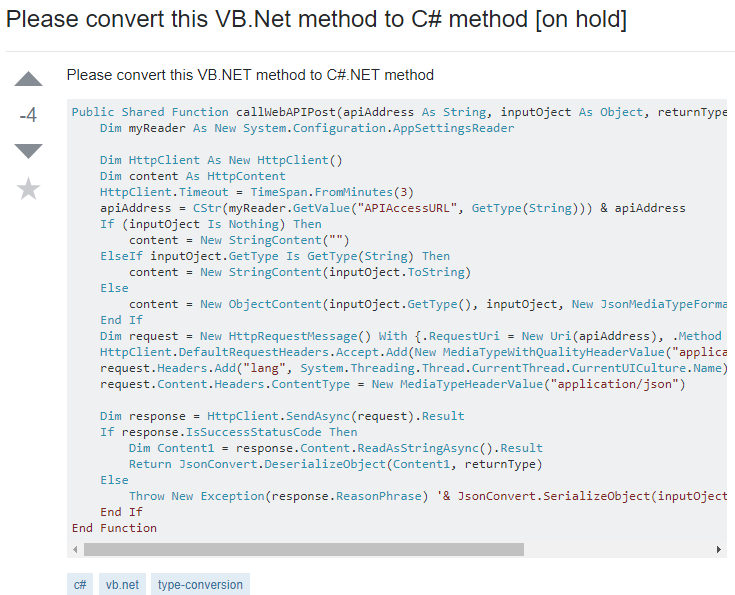 Please convert this VB.Net method to C# method [on hold]
Please convert this VB.NET method to C#.NET method
-4
Public Shared Function callWebAPIPost(apiAddress As String, inputOject As Object, returnType
Dim myReader As New System.Configuration.AppSettingsReader
Dim HttpClient As New HttpClient()
Dim content As HttpContent
HttpClient.Timeout = TimeSpan.FromMinutes(3)
apiAddress = CStr(myReader.GetValue("APIAccessURL", GetType(String))) & apiAddress
If (inputOject Is Nothing) Then
content = New StringContent("")
ElseIf inputOject.GetType Is GetType(String) Then
content = New StringContent(inputOject.ToString)
Else
content = New ObjectContent(inputOject.GetType(), inputOject, New JsonMediaTypeForma
End If
Dim request = New HttpRequestMessage() With {.RequestUri = New Uri(apiAddress), .Method
HttpClient.DefaultRequestHeaders.Accept.Add(New MediaTypeWithQualityHeaderValue("applica
request.Headers.Add("lang", System.Threading.Thread.CurrentThread.CurrentUICulture.Name)
request.Content.Headers.ContentType = New MediaTypeHeaderValue("application/json")
Dim response = HttpClient.SendAsync(request).Result
If response.IsSuccessStatusCode Then
Dim Content1 = response.Content.ReadAsStringAsync().Result
Return JsonConvert.DeserializeObject(Content1, returnType)
Else
Throw New Exception(response.ReasonPhrase) '& JsonConvert.SerializeObject(inputOject
End If
End Function
c# vb.net type-conversion